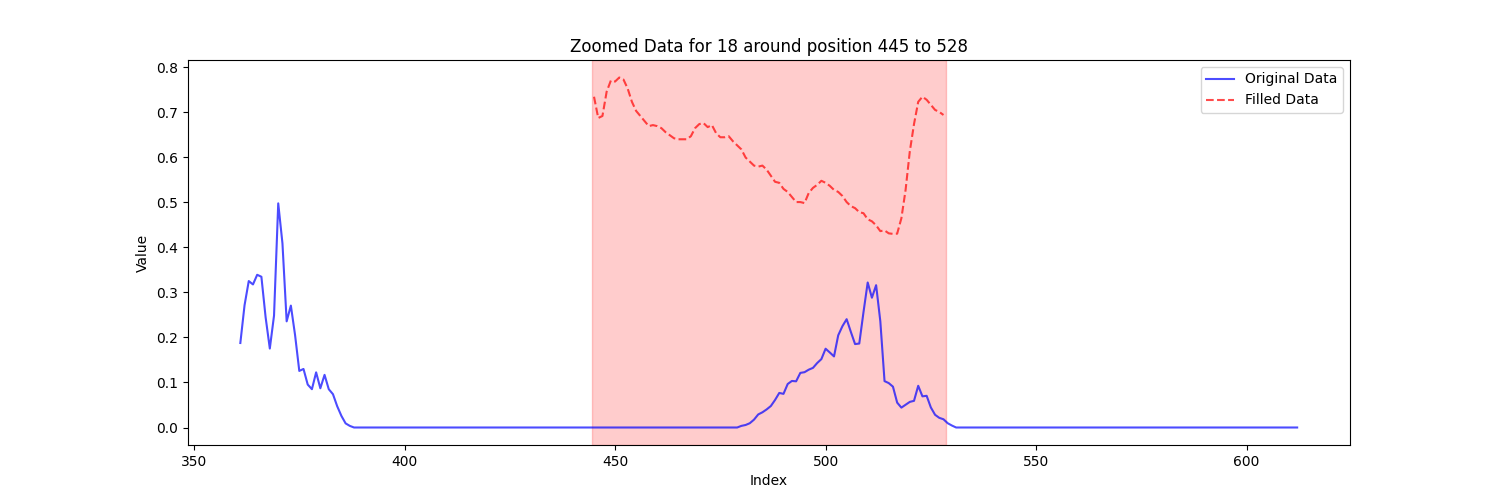 Zoomed Data for 18 around position 445 to 528
Original Data
Filled Data
0.8
0.7
0.6
0.5
0.4
0.3
0.2
0.1
0.0
Value
350 400 450 500 550 600
Index